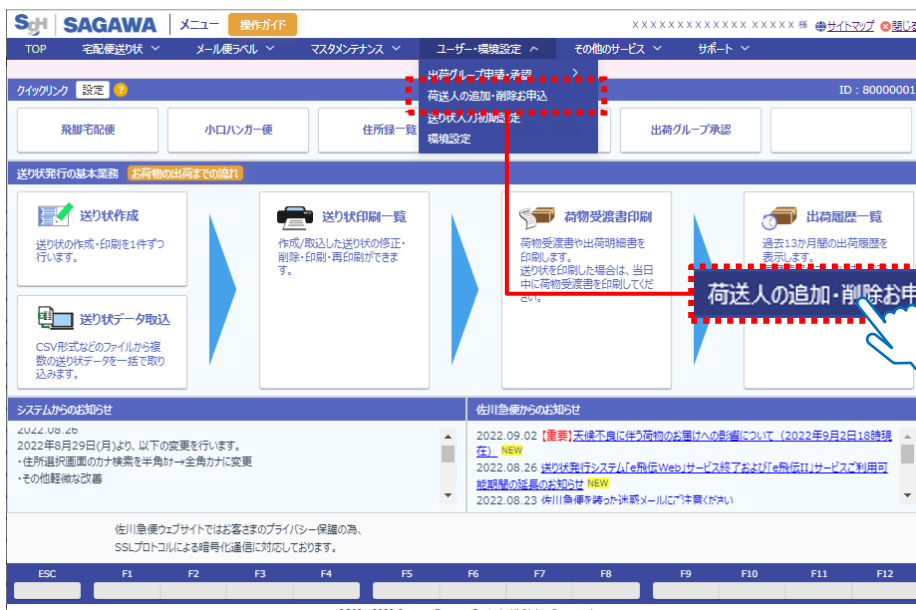 SGH SAGAWA メニュー 操作ガイド XXXXXXXXXXXXXX XXXXX 様 サイトマップ 閉じる
TOP 宅配便送り状 メール便ラベル マスタメンテナンス ユーザー・環境設定 その他のサービス サポート
出荷グループ申請・承認
荷送人の追加・削除お申込
送り状入力初期設定
環境設定
クイックリンク 設定 ? ID : 80000001
飛脚宅配便 小口ハンガー便 住所録一覧 出荷グループ承認
送り状発行の基本業務 お荷物の出荷までの流れ
送り状作成
送り状の作成・印刷を1件ずつ
行います。
送り状データ取込
CSV形式などのファイルから複
数の送り状データを一括で取り
込みます。
送り状印刷一覧
作成/取込した送り状の修正・
削除・印刷・再印刷ができま
す。
荷物受渡書印刷
荷物受渡書や出荷明細書を
印刷します。
送り状を印刷した場合は、当日
中に荷物受渡書を印刷してくだ
さい。
出荷履歴一覧
過去13か月間の出荷履歴を
表示します。
荷送人の追加・削除お申
システムからのお知らせ
2022.08.26
2022年8月29日(月)より、以下の
変更を行います。
・住所選択画面のカナ検索を半角ｶﾅ→全角カナに変更
・その他軽微な改善
佐川急便からのお知らせ
2022.09.02 【重要】天候不良に伴う荷物のお届けへの影響について (2022年9月2日18時現
在) NEW
2022.08.26 送り状発行システム「e飛伝Web」サービス終了および「e飛伝II」サービスご利用可
能期間の延長のお知らせ NEW
2022.08.23 佐川急便を装った迷惑メールにご注意ください
佐川急便ウェブサイトではお客さまのプライバシー保護の為、
SSLプロトコルによる暗号化通信に対応しております。
ESC F1 F2 F3 F4 F5 F6 F7 F8 F9 F10 F11 F12